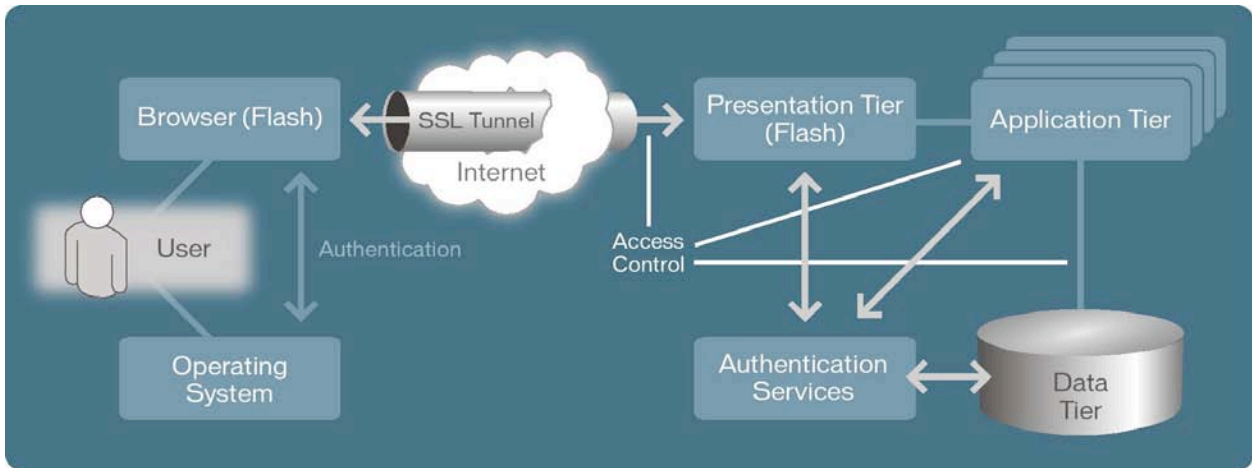 Browser (Flash)
SSL Tunnel
Internet
Presentation Tier
(Flash)
Application Tier
User
Authentication
Access
Control
Operating
System
Authentication
Services
Data
Tier